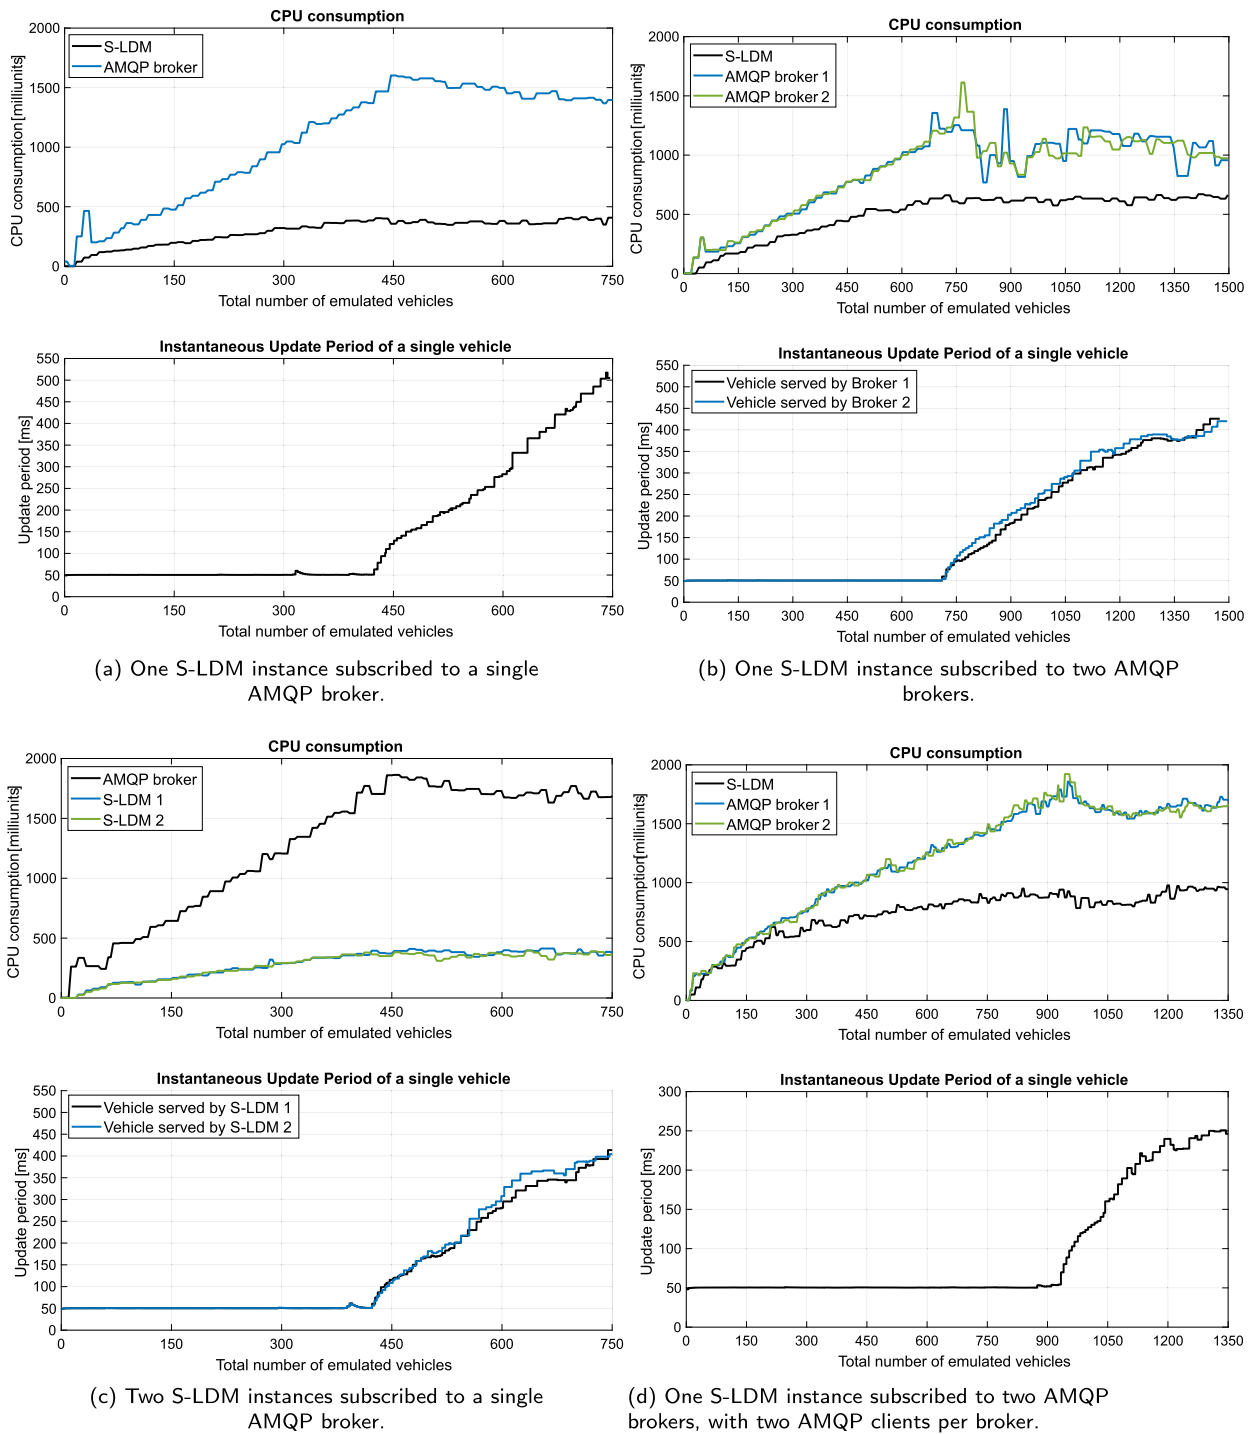 CPU consumption
2000
1500
1000
500
0
CPU consumption[milliunits]
S-LDM
AMQP broker
0 150 300 450 600 750
Total number of emulated vehicles
Instantaneous Update Period of a single vehicle
550
500
450
400
350
300
250
200
150
100
50
0
Update period [ms]
0 150 300 450 600 750
Total number of emulated vehicles
(a) One S-LDM instance subscribed to a single
AMQP broker.
CPU consumption
2000
1500
1000
500
0
CPU consumption[milliunits]
S-LDM
AMQP broker 1
AMQP broker 2
0 150 300 450 600 750 900 1050 1200 1350 1500
Total number of emulated vehicles
Instantaneous Update Period of a single vehicle
550
500
450
400
350
300
250
200
150
100
50
0
Update period [ms]
Vehicle served by Broker 1
Vehicle served by Broker 2
0 150 300 450 600 750 900 1050 1200 1350 1500
Total number of emulated vehicles
(b) One S-LDM instance subscribed to two AMQP
brokers.
CPU consumption
2000
1500
1000
500
0
CPU consumption[milliunits]
AMQP broker
S-LDM 1
S-LDM 2
0 150 300 450 600 750
Total number of emulated vehicles
Instantaneous Update Period of a single vehicle
550
500
450
400
350
300
250
200
150
100
50
0
Update period [ms]
Vehicle served by S-LDM 1
Vehicle served by S-LDM 2
0 150 300 450 600 750
Total number of emulated vehicles
(c) Two S-LDM instances subscribed to a single
AMQP broker.
CPU consumption
2000
1500
1000
500
0
CPU consumption[milliunits]
S-LDM
AMQP broker 1
AMQP broker 2
0 150 300 450 600 750 900 1050 1200 1350
Total number of emulated vehicles
Instantaneous Update Period of a single vehicle
300
250
200
150
100
50
0
Update period [ms]
0 150 300 450 600 750 900 1050 1200 1350
Total number of emulated vehicles
(d) One S-LDM instance subscribed to two AMQP
brokers, with two AMQP clients per broker.